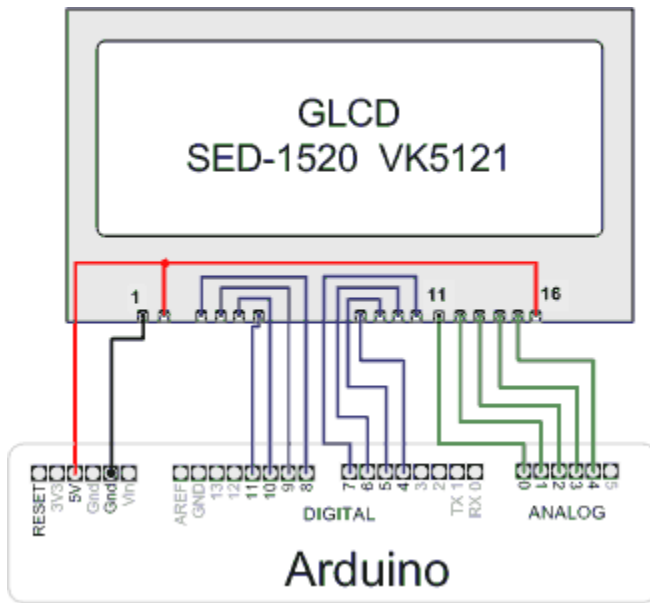 GLCD
SED-1520 VK5121
1
11
16
RESET
3V3
5V
Gnd
Gnd
Vin
AREF
GND
13
12
11
10
9
8
7
6
5
4
3
2
TX 1
RX 0
0
1
2
3
4
5
DIGITAL
ANALOG
Arduino